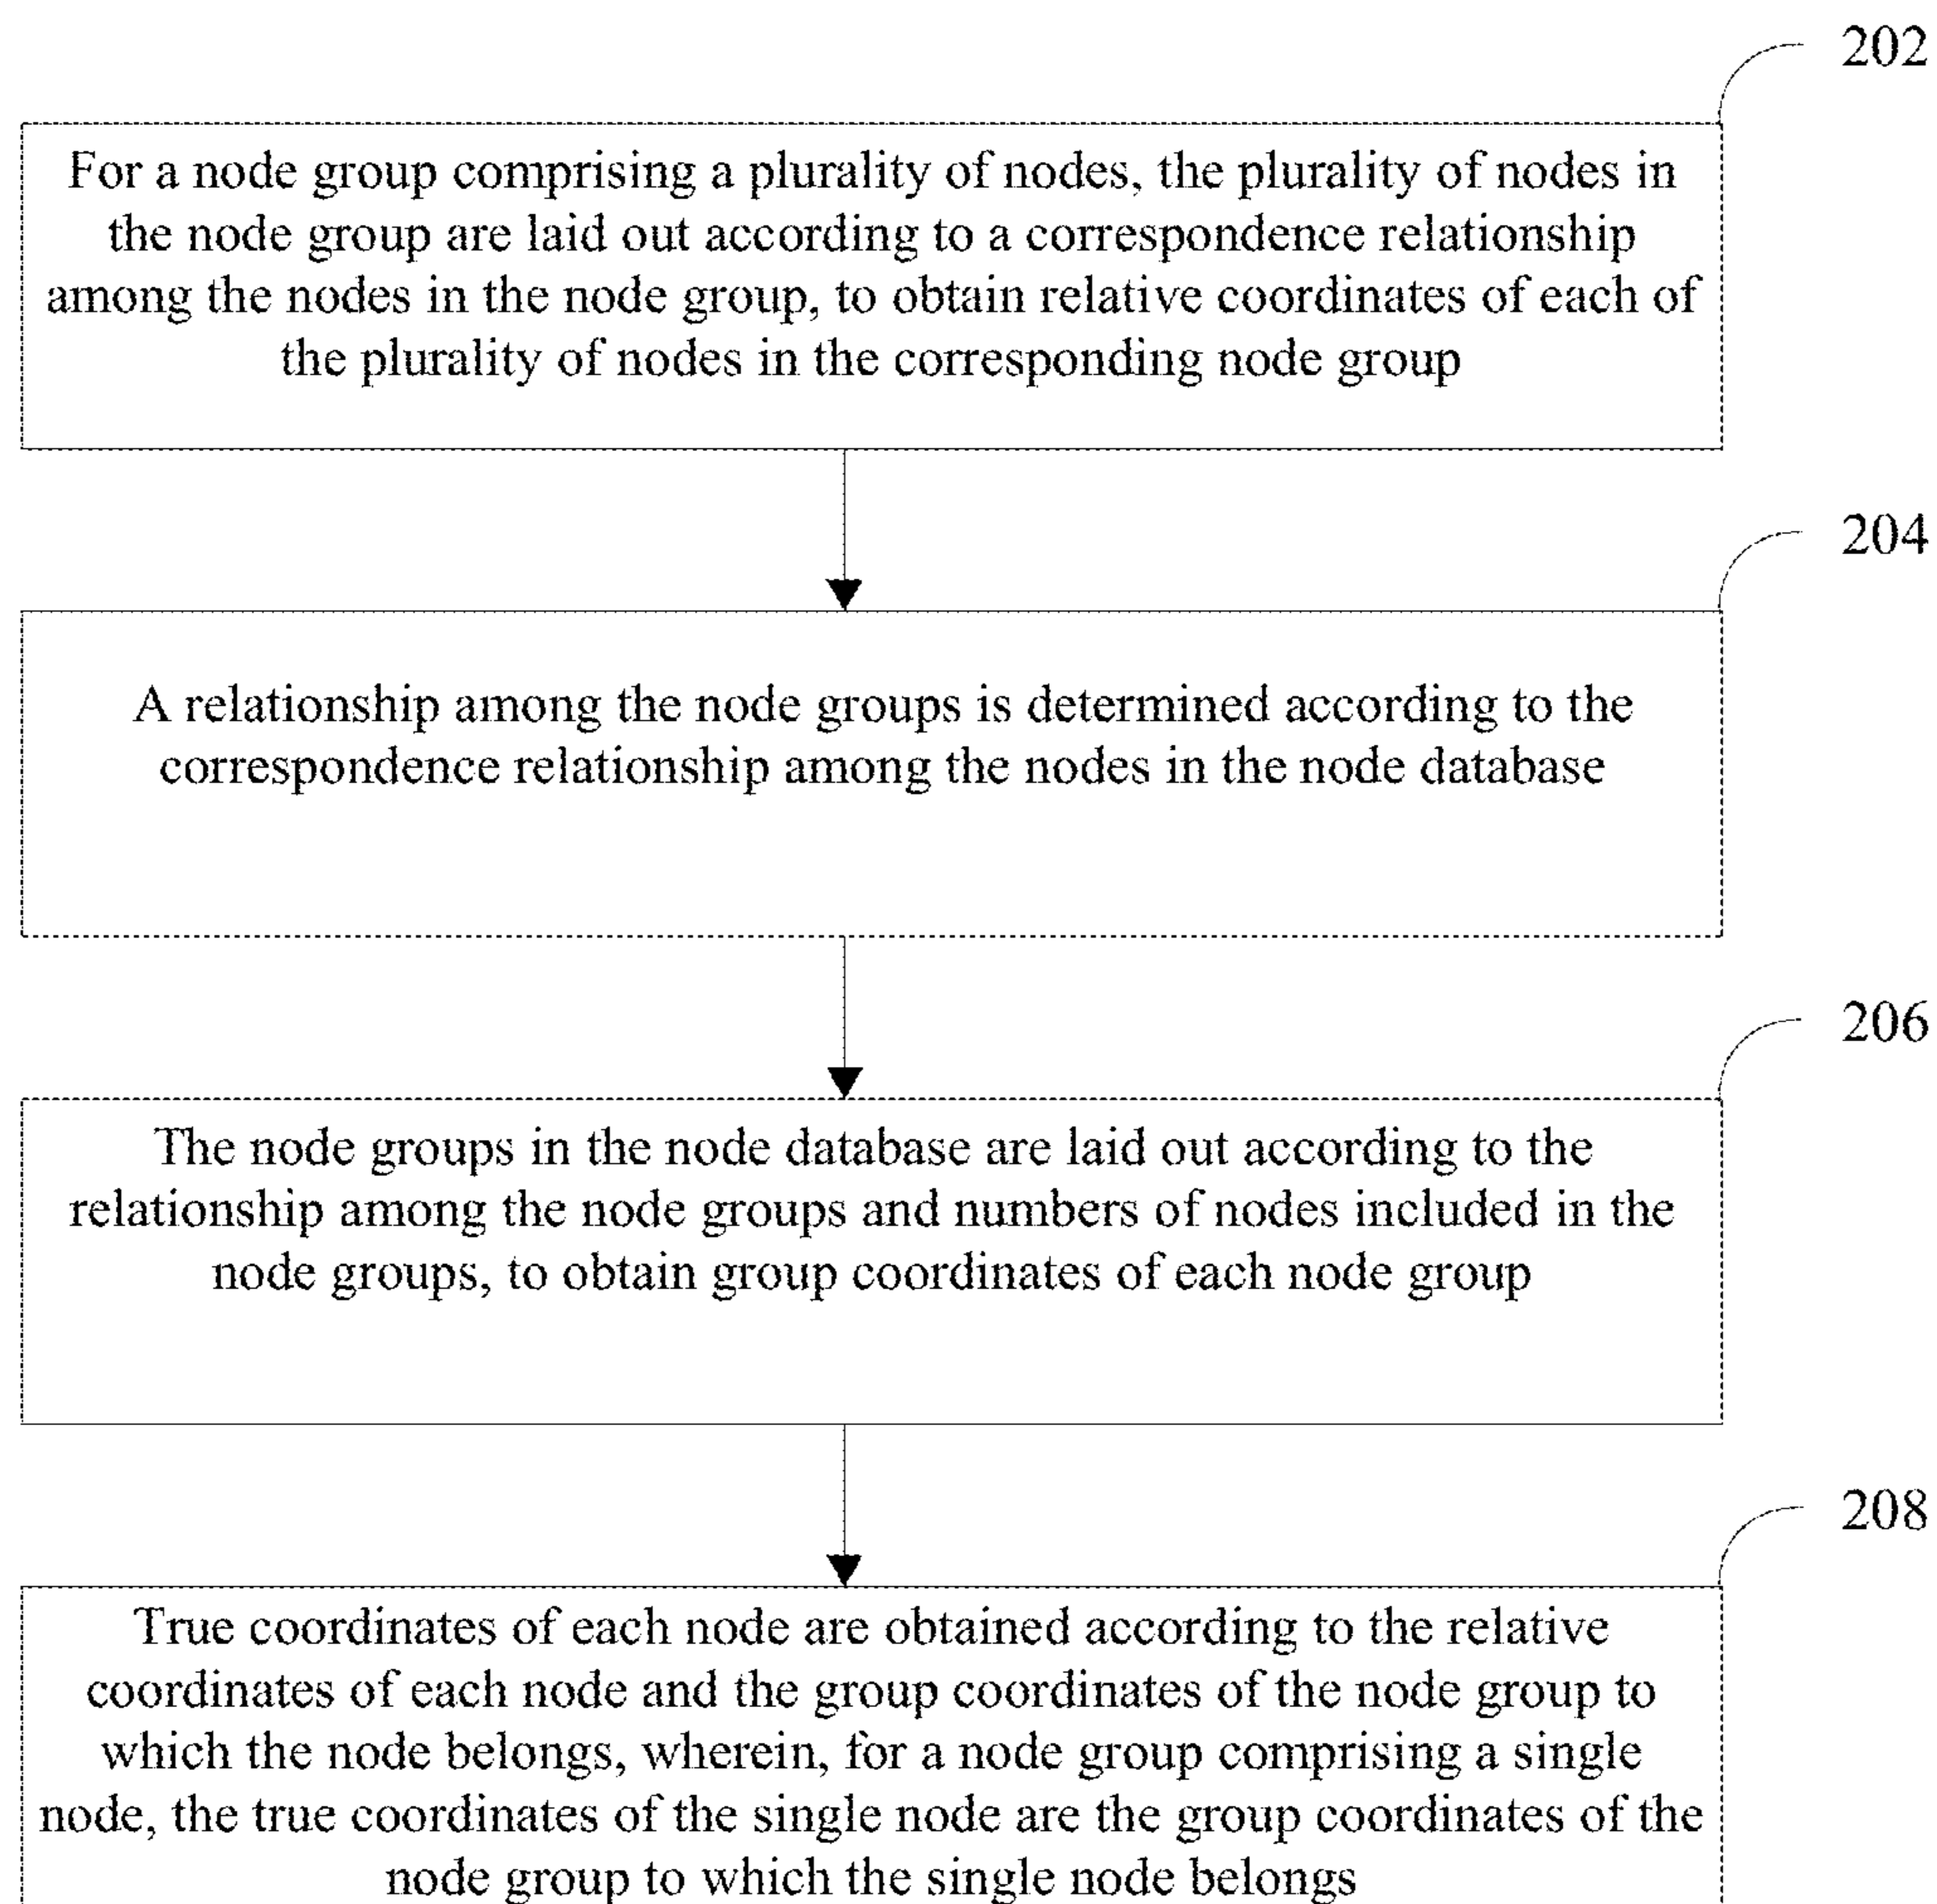 202
For a node group comprising a plurality of nodes, the plurality of nodes in
the node group are laid out according to a correspondence relationship
among the nodes in the node group, to obtain relative coordinates of each of
the plurality of nodes in the corresponding node group
204
A relationship among the node groups is determined according to the
correspondence relationship among the nodes in the node database
206
The node groups in the node database are laid out according to the
relationship among the node groups and numbers of nodes included in the
node groups, to obtain group coordinates of each node group
208
True coordinates of each node are obtained according to the relative
coordinates of each node and the group coordinates of the node group to
which the node belongs, wherein, for a node group comprising a single
node, the true coordinates of the single node are the group coordinates of the
node group to which the single node belongs